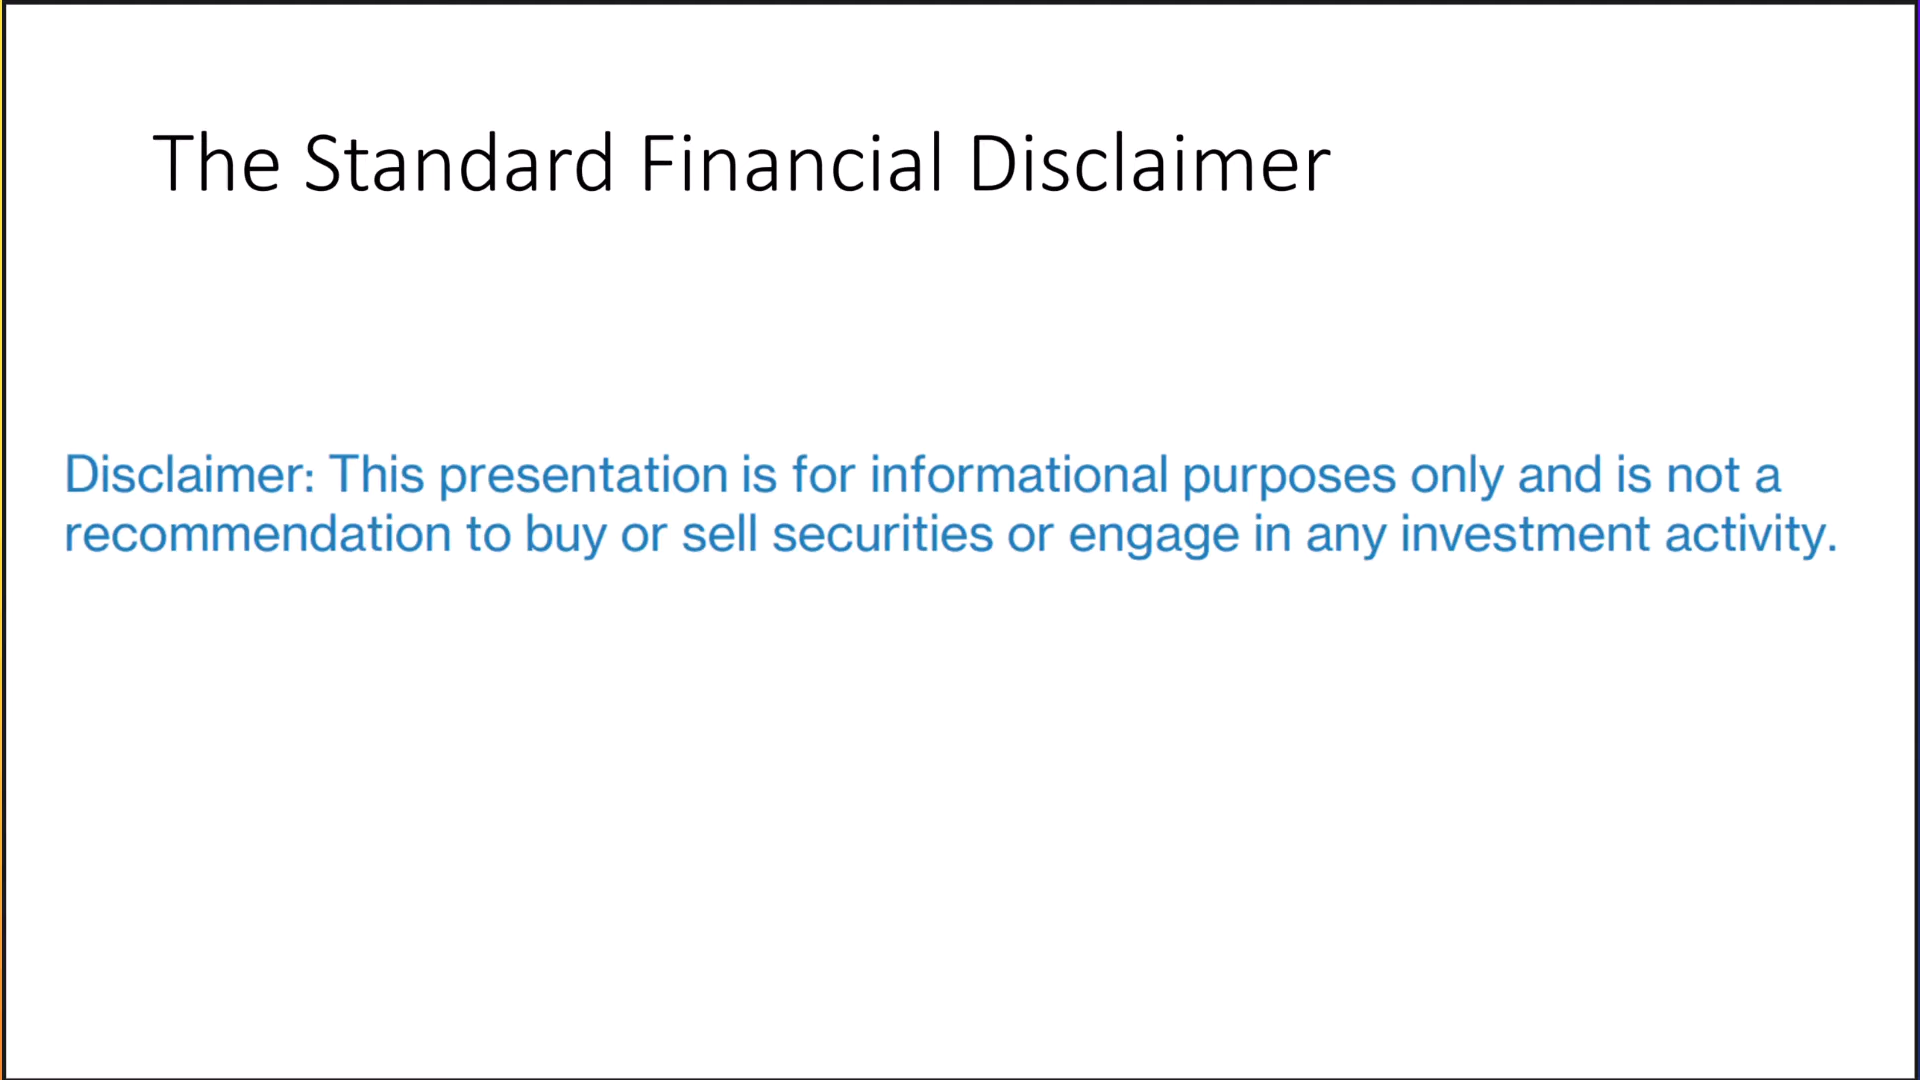 The Standard Financial Disclaimer
Disclaimer: This presentation is for informational purposes only and is not a
recommendation to buy or sell securities or engage in any investment activity.